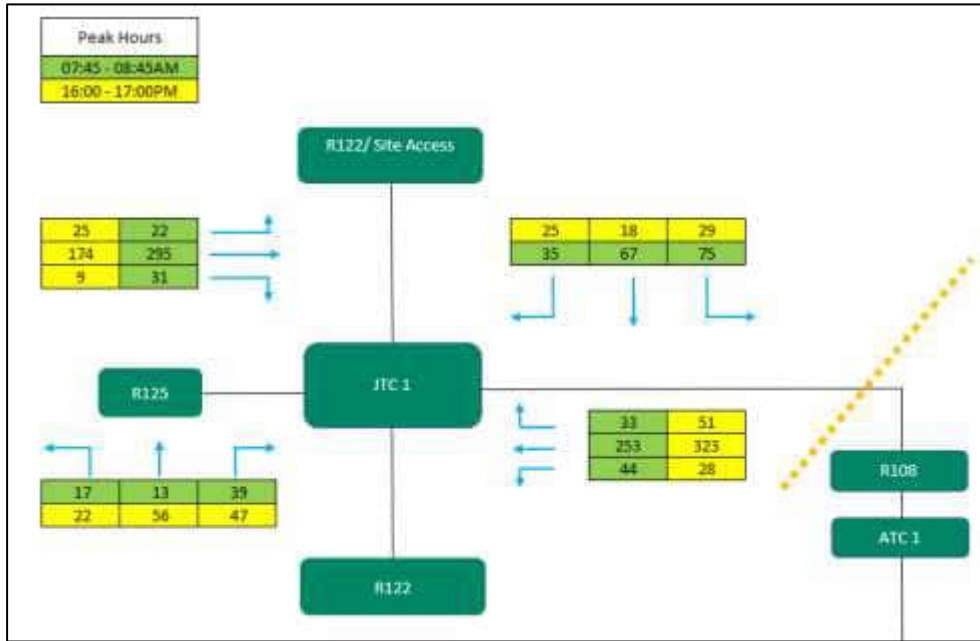 Peak Hours
07:45 - 08:45AM
16:00 - 17:00PM
R122/ Site Access
25 22
174 295
9 31
25 18 29
35 67 75
R125
JTC 1
33 51
253 323
44 28
17 13 39
22 56 47
R108
ATC 1
R122